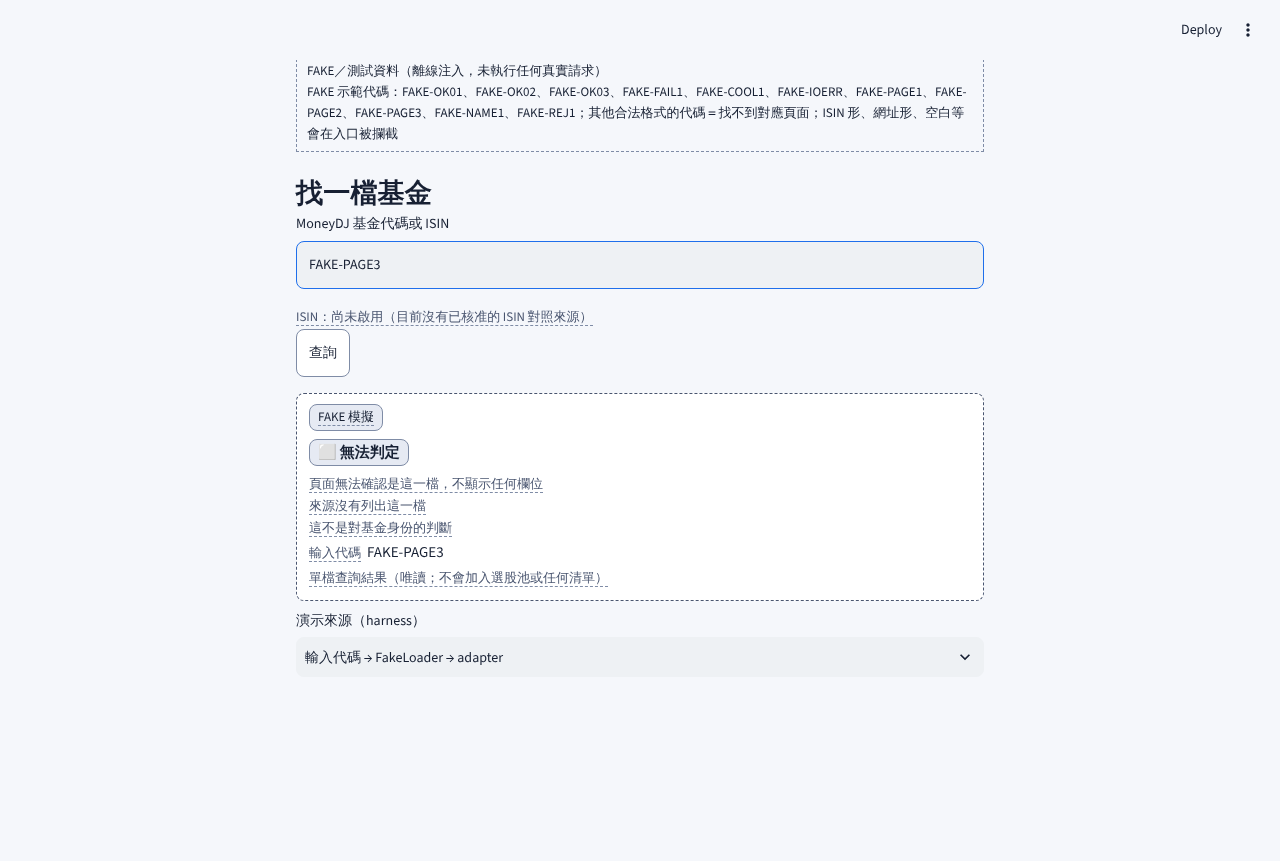 Deploy
FAKE／測試資料（離線注入，未執行任何真實請求）
FAKE 示範代碼：FAKE-OK01、FAKE-OK02、FAKE-OK03、FAKE-FAIL1、FAKE-COOL1、FAKE-IOERR、FAKE-PAGE1、FAKE-
PAGE2、FAKE-PAGE3、FAKE-NAME1、FAKE-REJ1；其他合法格式的代碼＝找不到對應頁面；ISIN 形、網址形、空白等
會在入口被攔截
找一檔基金
MoneyDJ 基金代碼或 ISIN
FAKE-PAGE3
ISIN：尚未啟用（目前沒有已核准的 ISIN 對照來源）
查詢
FAKE 模擬
無法判定
頁面無法確認是這一檔，不顯示任何欄位
來源沒有列出這一檔
這不是對基金身份的判斷
輸入代碼 FAKE-PAGE3
單檔查詢結果（唯讀；不會加入選股池或任何清單）
演示來源（harness）
輸入代碼 → FakeLoader → adapter